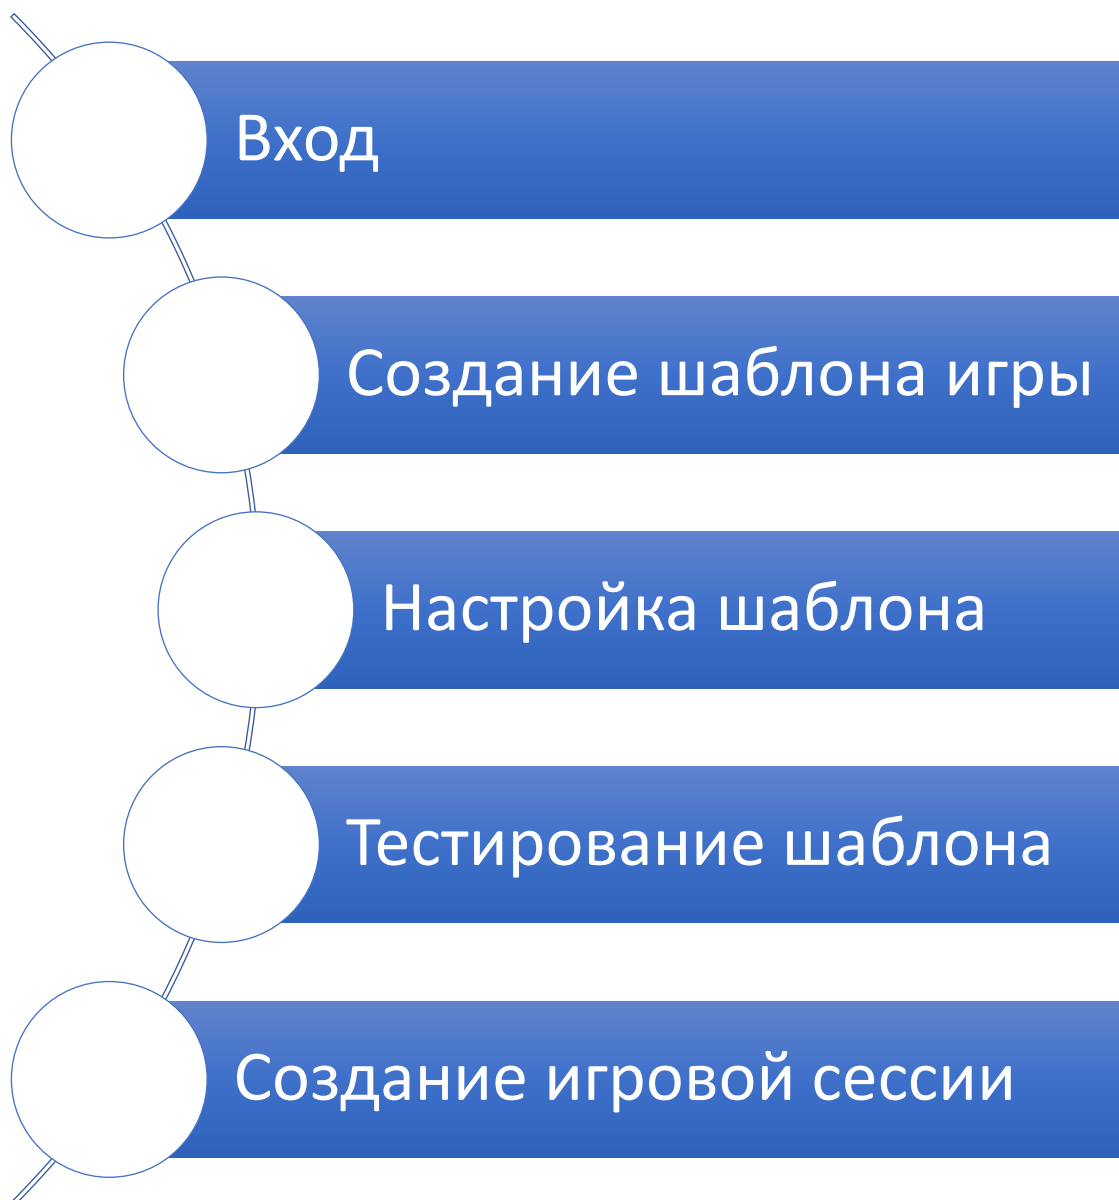 Вход
Создание шаблона игры
Настройка шаблона
Тестирование шаблона
Создание игровой сессии